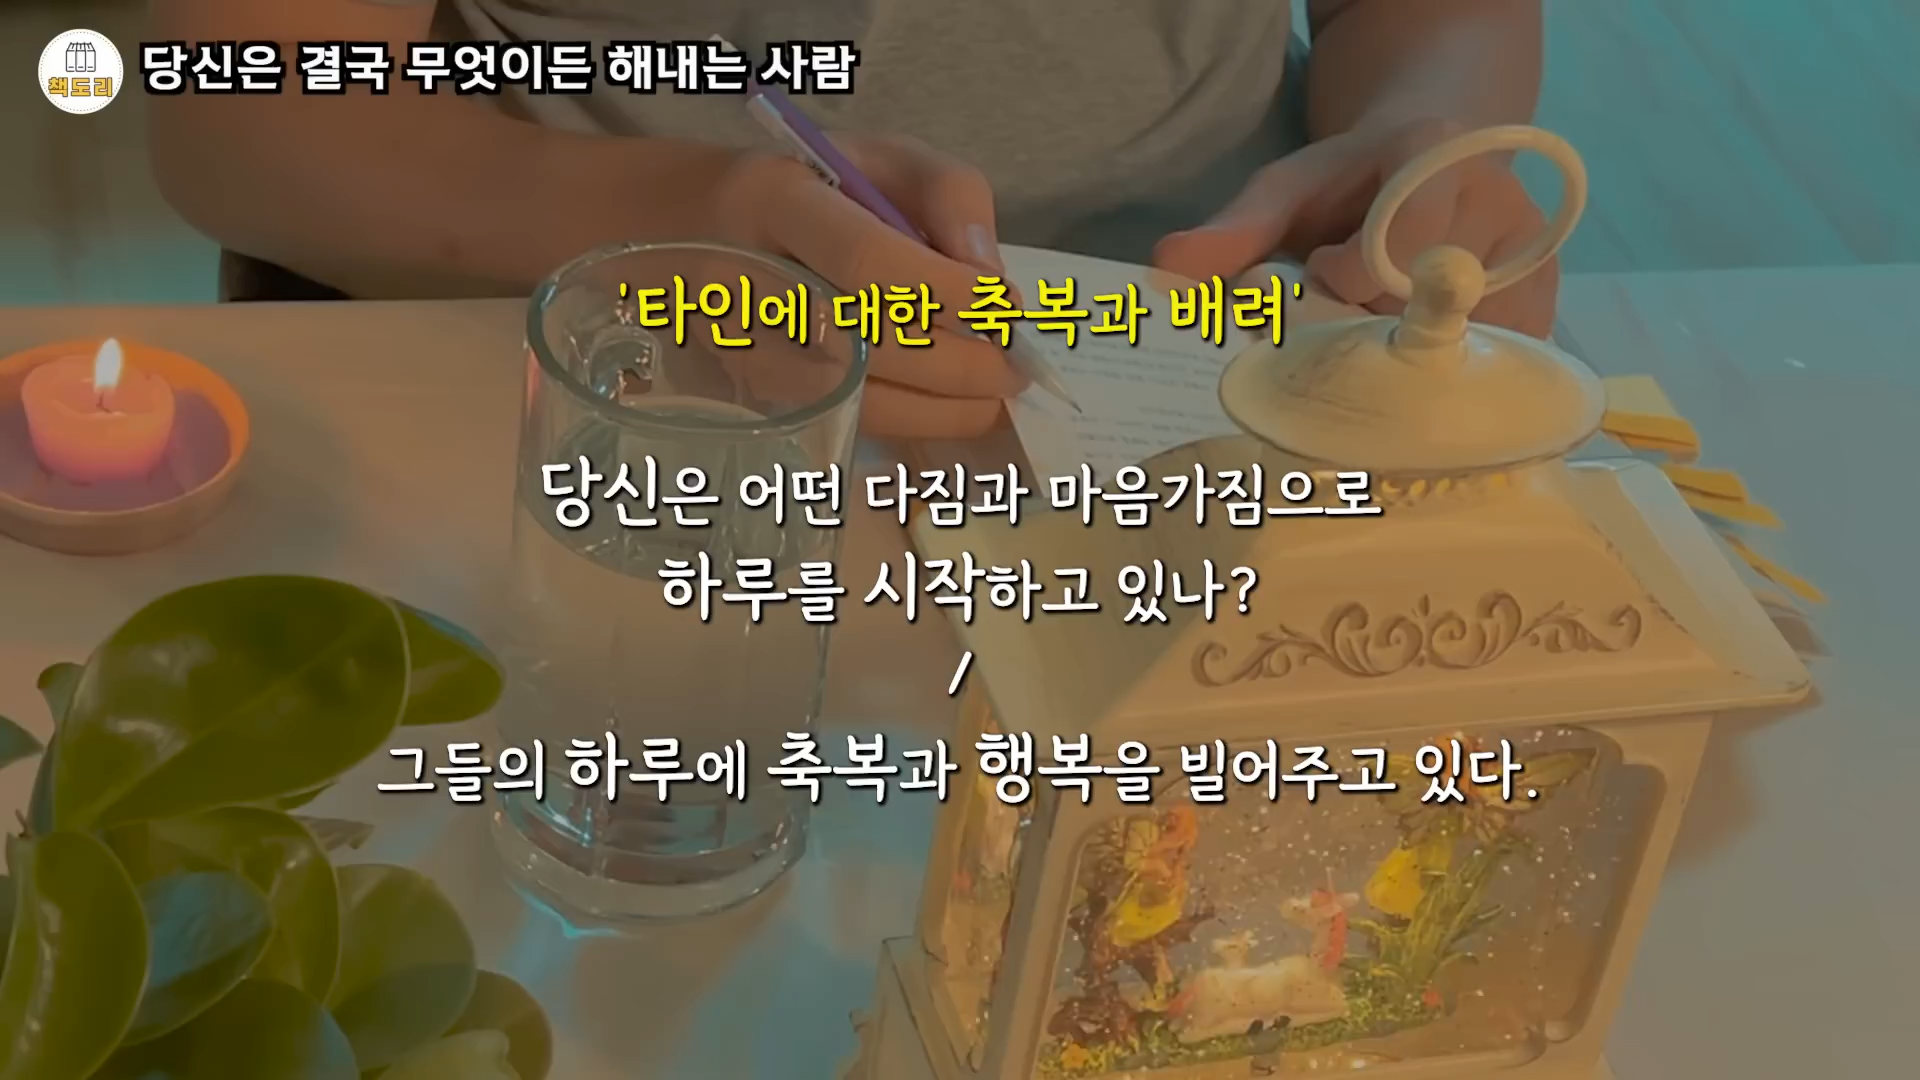 책도리
당신은 결국 무엇이든 해내는 사람
'타인에 대한 축복과 배려'
당신은 어떤 다짐과 마음가짐으로
하루를 시작하고 있나?
/
그들의 하루에 축복과 행복을 빌어주고 있다.